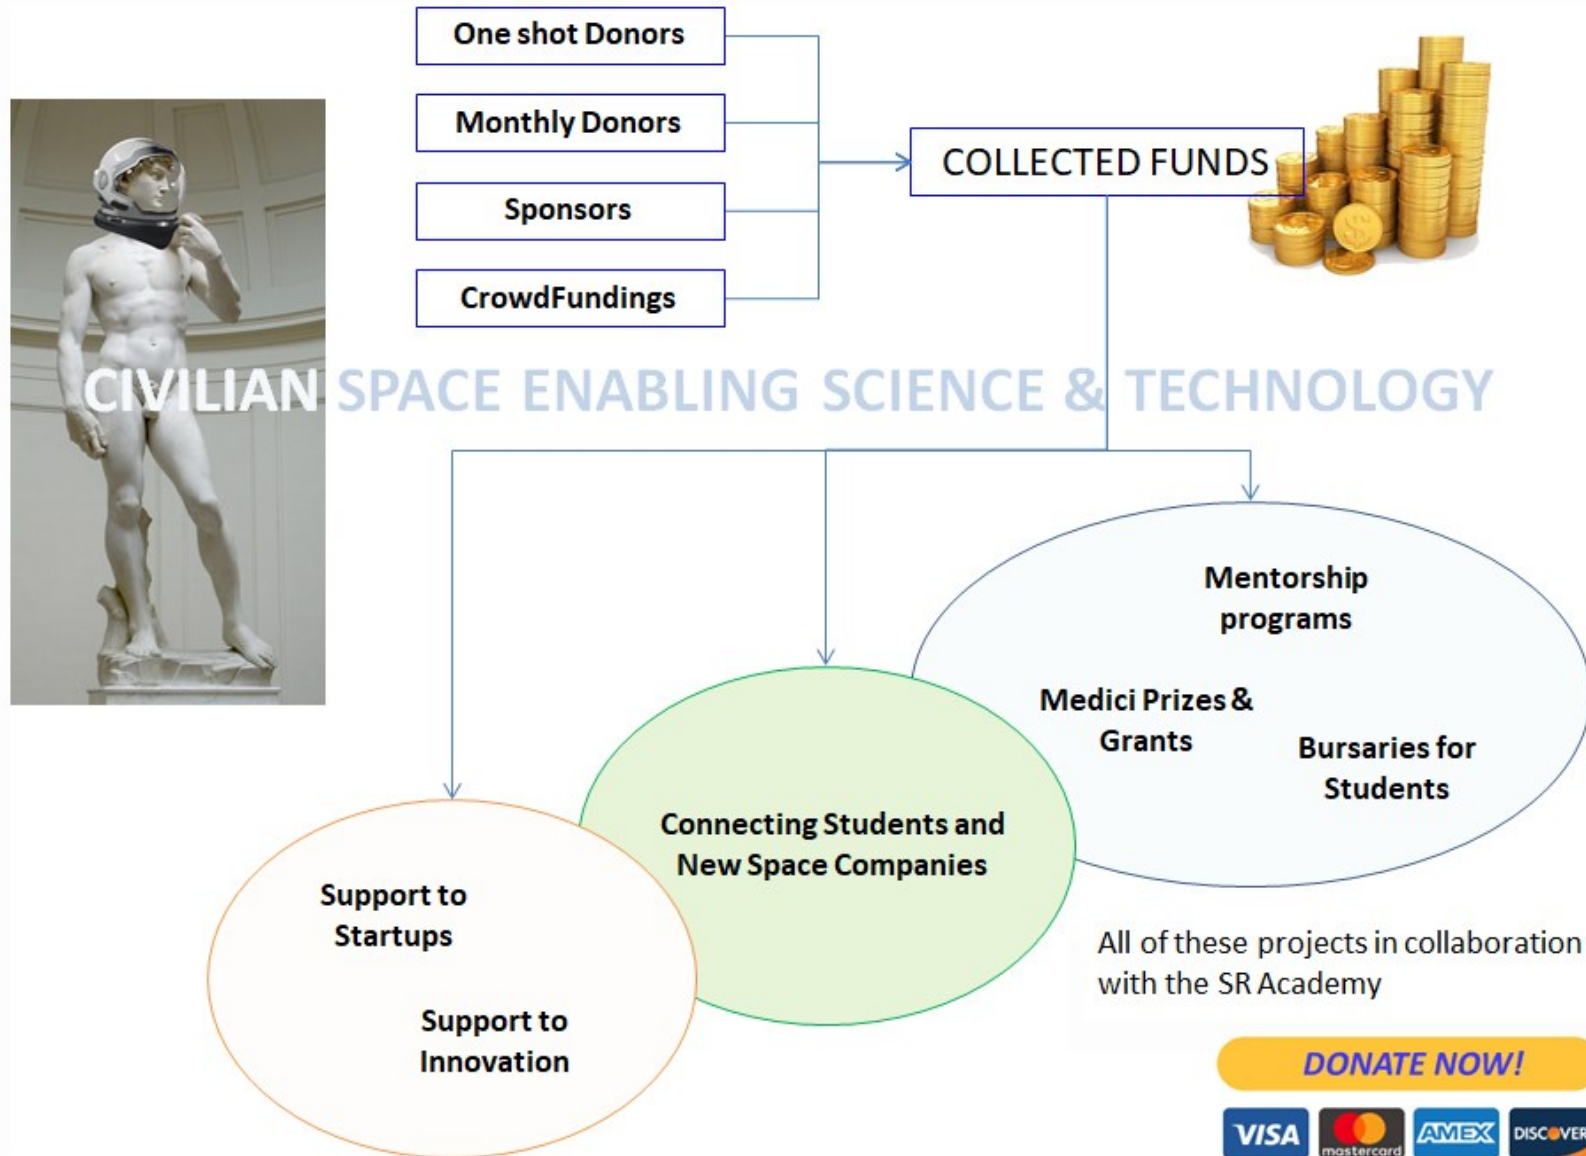 One shot Donors
Monthly Donors
Sponsors
CrowdFundings
COLLECTED FUNDS
CIVILIAN SPACE ENABLING SCIENCE & TECHNOLOGY
Mentorship
programs
Medici Prizes &
Grants
Bursaries for
Students
Connecting Students and
New Space Companies
Support to
Startups
Support to
Innovation
All of these projects in collaboration
with the SR Academy
DONATE NOW!
VISA
mastercard
AMEX
DISCOVER